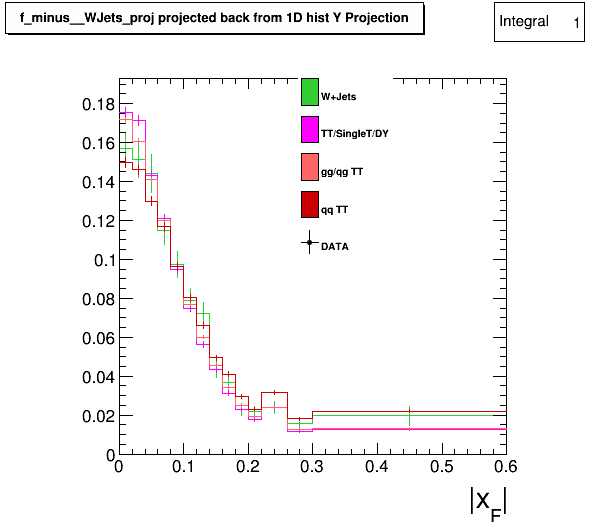 f_minus__WJets_proj projected back from 1D hist Y Projection
Integral 1
W+Jets
TT/SingleT/DY
gg/qg TT
qq TT
DATA
0.18
0.16
0.14
0.12
0.1
0.08
0.06
0.04
0.02
0
0 0.1 0.2 0.3 0.4 0.5 0.6
|x_F|